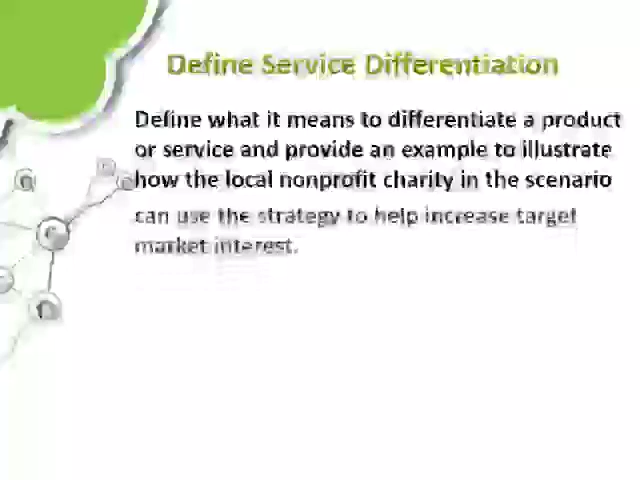 Define Service Differentiation
Define what it means to differentiate a product
or service and provide an example to illustrate
how the local nonprofit charity in the scenario
can use the strategy to help increase target
market interest.